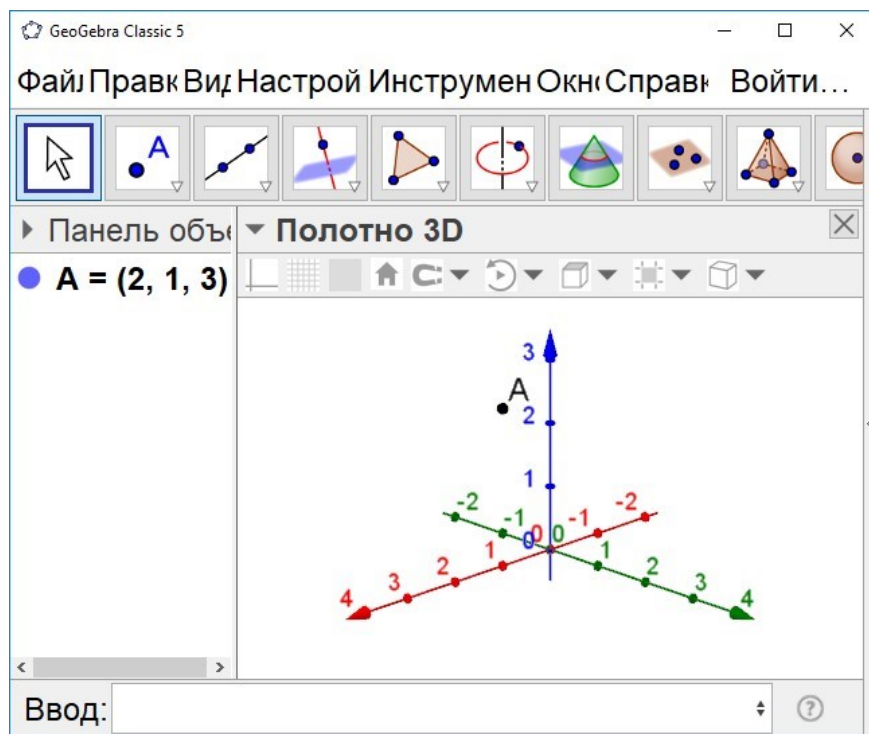 GeoGebra Classic 5
Файл Правк Вид Настрой Инструмен Окно Справк Войти…
A
Панель объе Полотно 3D
A = (2, 1, 3)
3
A
2
1
-2 -2
-1 0 0 -1
0
1 1
2 2
3 3
4 4
Ввод: